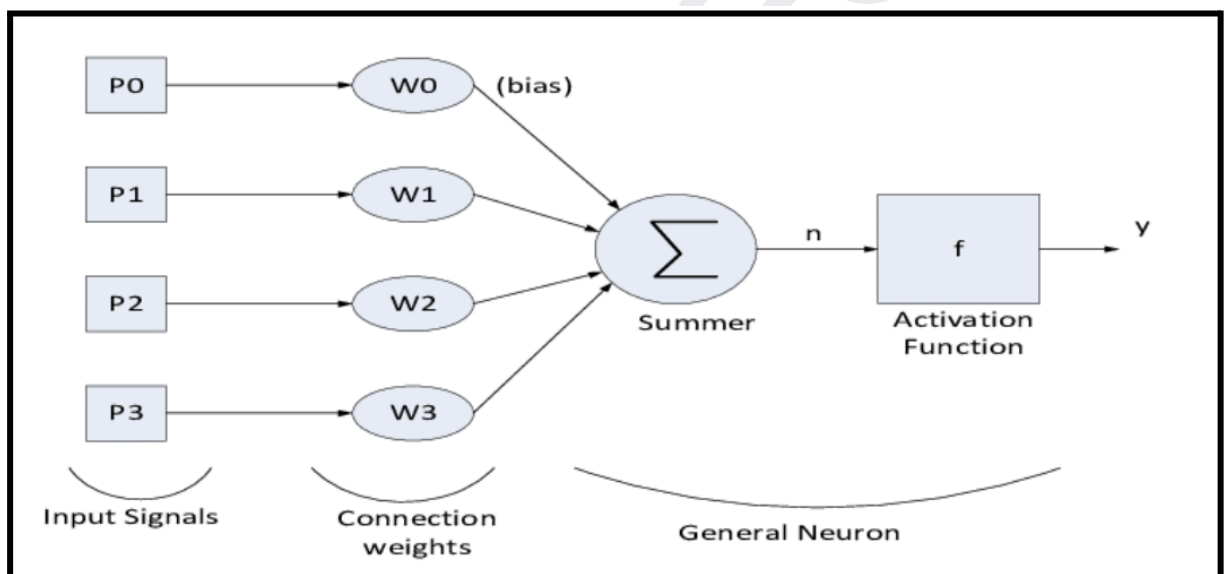 P0
W0
(bias)
P1
W1
P2
W2
P3
W3
∑
Summer
n
f
Activation
Function
y
Input Signals
Connection
weights
General Neuron